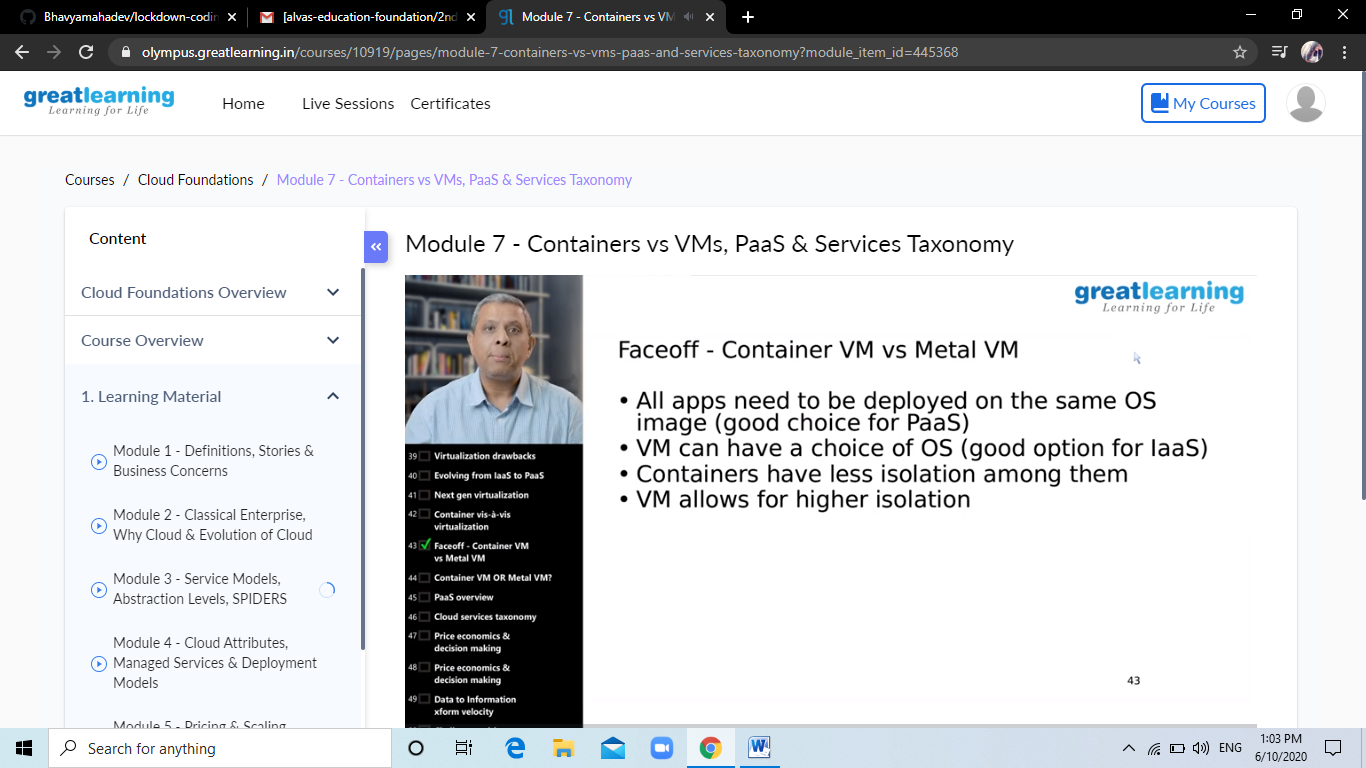 Bhavyamahadev/lockdown-codin
[alvas-education-foundation/2nd
Module 7 - Containers vs VM
olympus.greatlearning.in/courses/10919/pages/module-7-containers-vs-vms-paas-and-services-taxonomy?module_item_id=445368
greatlearning
Learning for Life
Home
Live Sessions
Certificates
My Courses
Courses / Cloud Foundations / Module 7 - Containers vs VMs, PaaS & Services Taxonomy
Content
Cloud Foundations Overview
Course Overview
1. Learning Material
Module 1 - Definitions, Stories &
Business Concerns
Module 2 - Classical Enterprise,
Why Cloud & Evolution of Cloud
Module 3 - Service Models,
Abstraction Levels, SPIDERS
Module 4 - Cloud Attributes,
Managed Services & Deployment
Models
Module 5 - Pricing & Scaling
Module 7 - Containers vs VMs, PaaS & Services Taxonomy
greatlearning
Learning for Life
Faceoff - Container VM vs Metal VM
• All apps need to be deployed on the same OS
image (good choice for PaaS)
• VM can have a choice of OS (good option for IaaS)
• Containers have less isolation among them
• VM allows for higher isolation
43
39 Virtualization drawbacks
40 Evolving from IaaS to PaaS
41 Next gen virtualization
42 Container vis-à-vis
virtualization
43 Faceoff - Container VM
vs Metal VM
44 Container VM OR Metal VM?
45 PaaS overview
46 Cloud services taxonomy
47 Price economics &
decision making
48 Price economics &
decision making
49 Data to Information
xform velocity
Search for anything
ENG
1:03 PM
6/10/2020